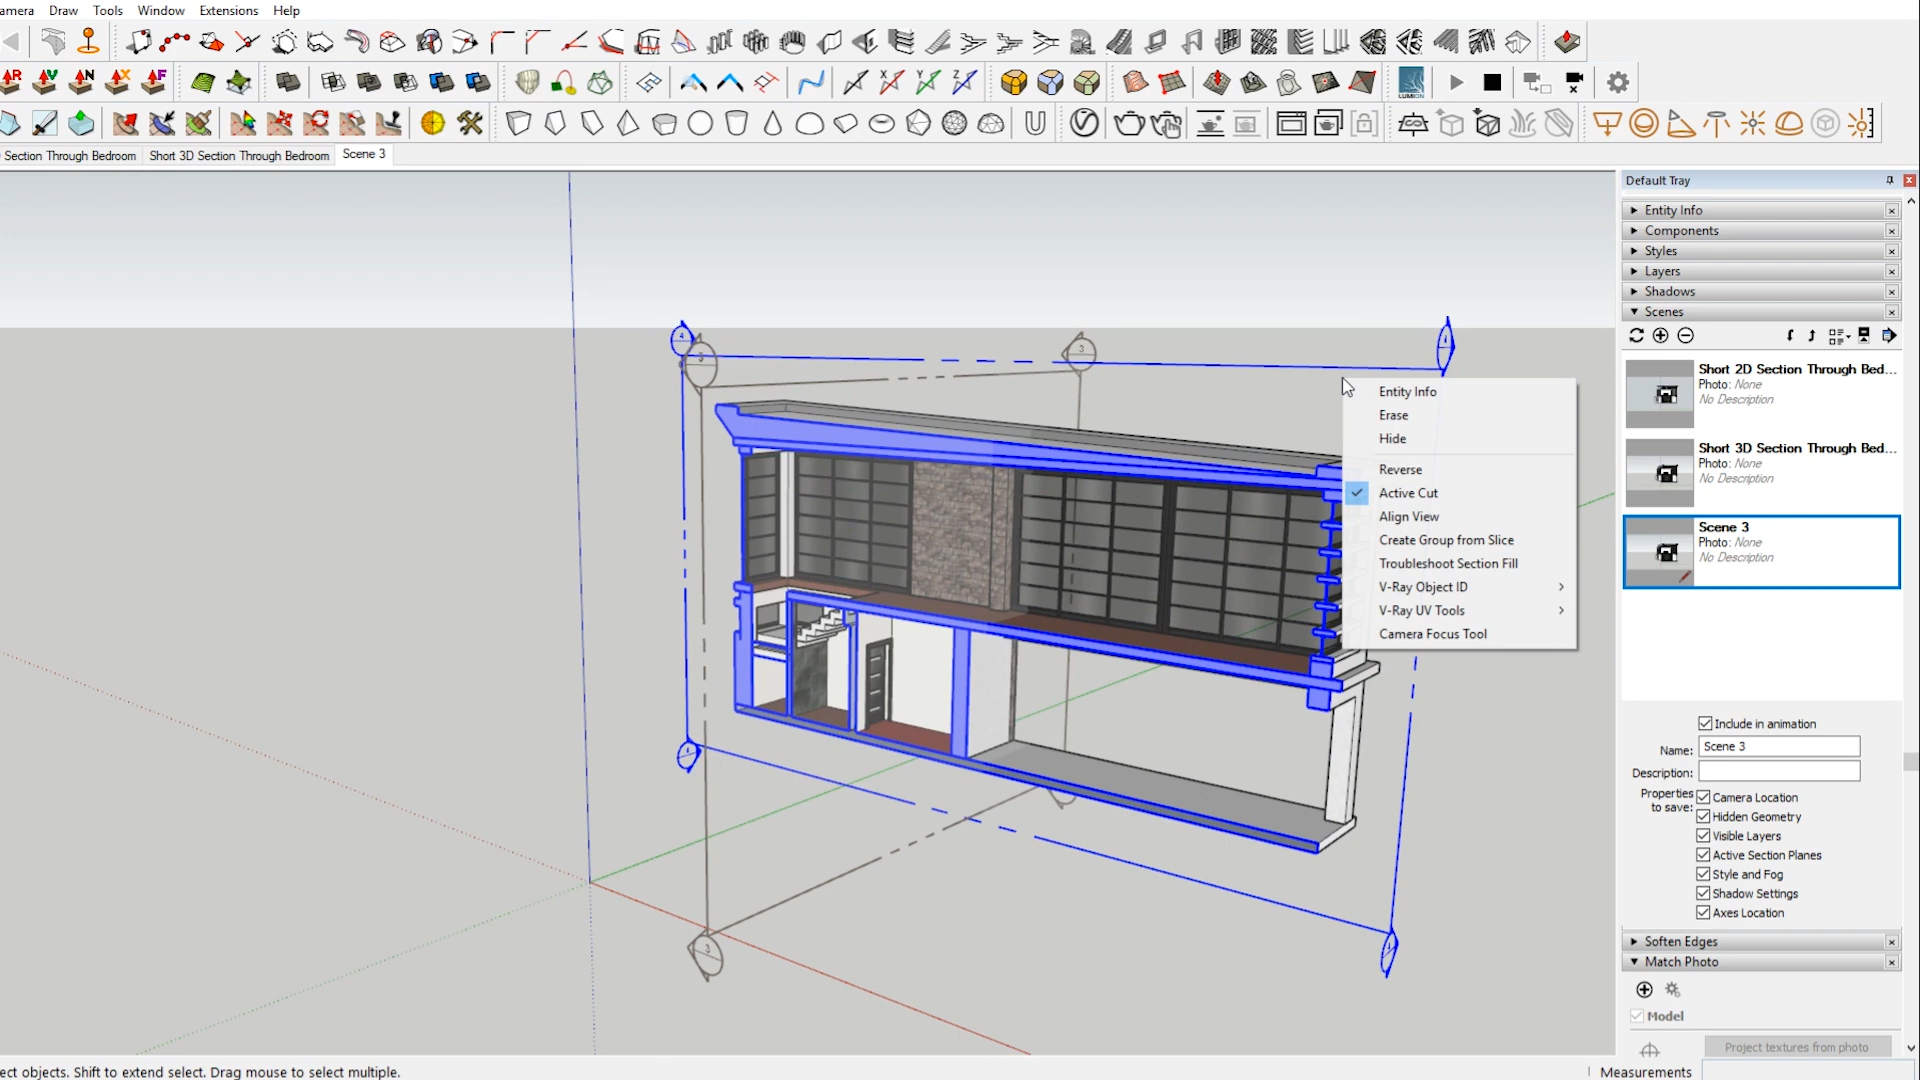 amera Draw Tools Window Extensions Help
R V N X F
X Y Z
LUMION
Section Through Bedroom Short 3D Section Through Bedroom Scene 3
Default Tray
Entity Info
Components
Styles
Layers
Shadows
Scenes
Short 2D Section Through Bed...
Photo: None
No Description
Short 3D Section Through Bed...
Photo: None
No Description
Scene 3
Photo: None
No Description
Include in animation
Name: Scene 3
Description:
Properties to save:
Camera Location
Hidden Geometry
Visible Layers
Active Section Planes
Style and Fog
Shadow Settings
Axes Location
Soften Edges
Match Photo
Model
Project textures from photo
Entity Info
Erase
Hide
Reverse
Active Cut
Align View
Create Group from Slice
Troubleshoot Section Fill
V-Ray Object ID
V-Ray UV Tools
Camera Focus Tool
4
3
3
3
ect objects. Shift to extend select. Drag mouse to select multiple.
Measurements